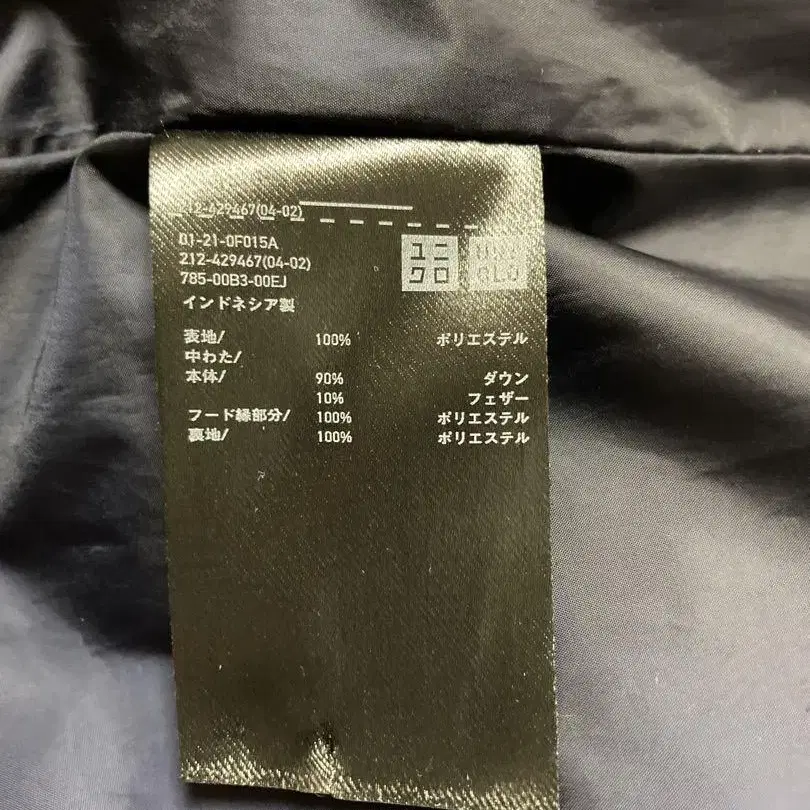 212-429467(04-02)
01-21-0F015A
212-429467(04-02)
785-00B3-00EJ
ユニ
クロ
UNI
QLO
インドネシア製
表地/ 100% ポリエステル
中わた/
本体/ 90% ダウン
10% フェザー
フード縁部分/ 100% ポリエステル
裏地/ 100% ポリエステル